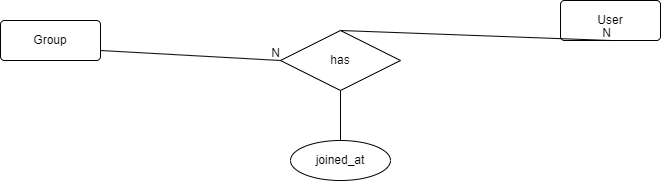 Group
User
N
N
has
joined_at